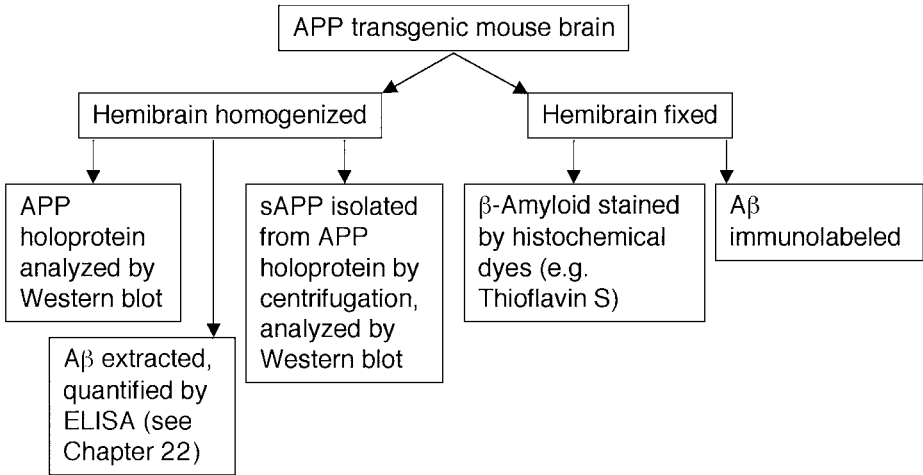 APP transgenic mouse brain
Hemibrain homogenized
Hemibrain fixed
APP
holoprotein
analyzed by
Western blot
Aβ extracted,
quantified by
ELISA (see
Chapter 22)
sAPP isolated
from APP
holoprotein by
centrifugation,
analyzed by
Western blot
β-Amyloid stained
by histochemical
dyes (e.g.
Thioflavin S)
Aβ
immunolabeled